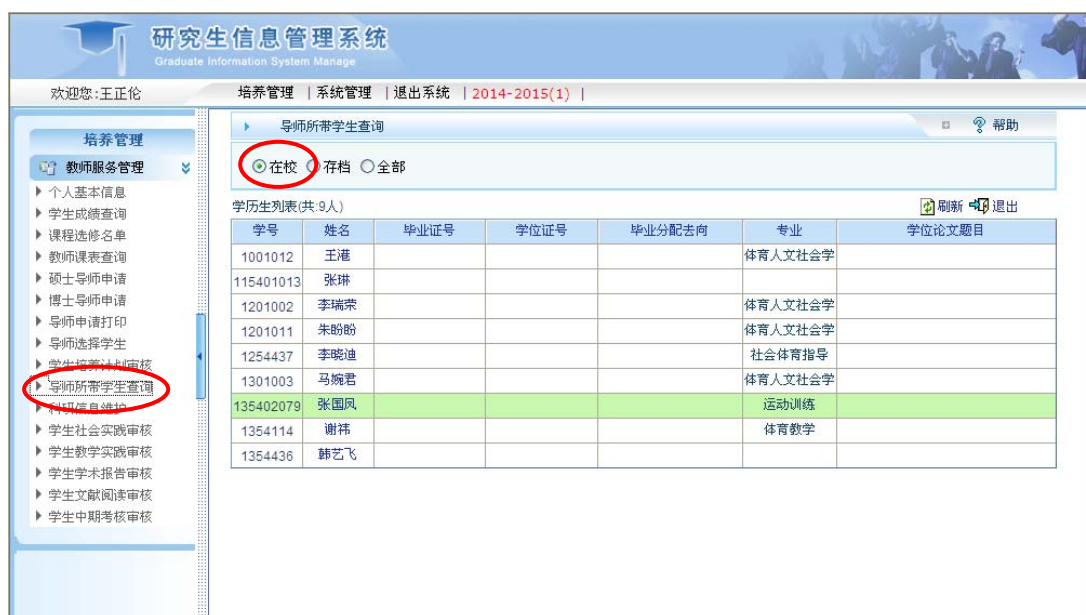 研究生信息管理系统
Graduate Information System Manage
欢迎您:王正伦
培养管理 | 系统管理 | 退出系统 | 2014-2015(1) |
培养管理
教师服务管理
个人基本信息
学生成绩查询
课程选修名单
教师课表查询
硕士导师申请
博士导师申请
导师申请打印
导师选择学生
学生培养计划审核
导师所带学生查询
科研信息维护
学生社会实践审核
学生教学实践审核
学生学术报告审核
学生文献阅读审核
学生中期考核审核
导师所带学生查询 帮助
在校 存档 全部
学历生列表(共:9人) 刷新 退出
学号 姓名 毕业证号 学位证号 毕业分配去向 专业 学位论文题目
1001012 王港 体育人文社会学
115401013 张琳
1201002 李瑞荣 体育人文社会学
1201011 朱盼盼 体育人文社会学
1254437 李晓迪 社会体育指导
1301003 马婉君 体育人文社会学
135402079 张国凤 运动训练
1354114 谢祎 体育教学
1354436 韩艺飞